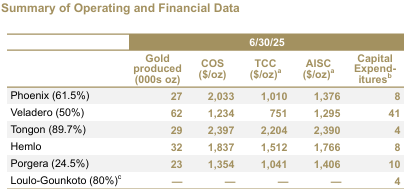 Summary of Operating and Financial Data
6/30/25
Gold produced (000s oz) COS ($/oz) TCC ($/oz)ᵃ AISC ($/oz)ᵃ Capital Expend-itures ᵇ
Phoenix (61.5%) 27 2,033 1,010 1,376 8
Veladero (50%) 62 1,234 751 1,295 41
Tongon (89.7%) 29 2,397 2,204 2,390 4
Hemlo 32 1,837 1,512 1,766 8
Porgera (24.5%) 23 1,354 1,041 1,406 10
Loulo-Gounkoto (80%)ᶜ — — — — 4